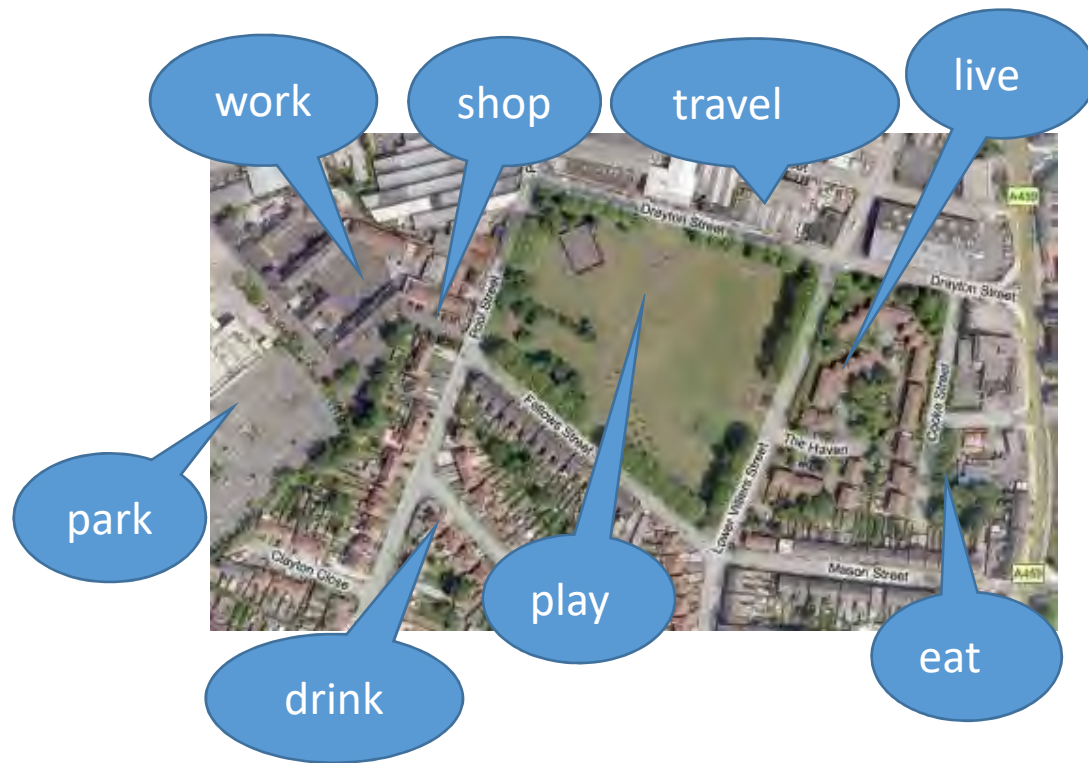 work
shop
travel
live
A459
Drayton Street
Drayton Street
Pool Street
Cooke Street
Fellows Street
The Haven
Lower Villiers Street
park
Clayton Close
Mason Street
A459
play
eat
drink